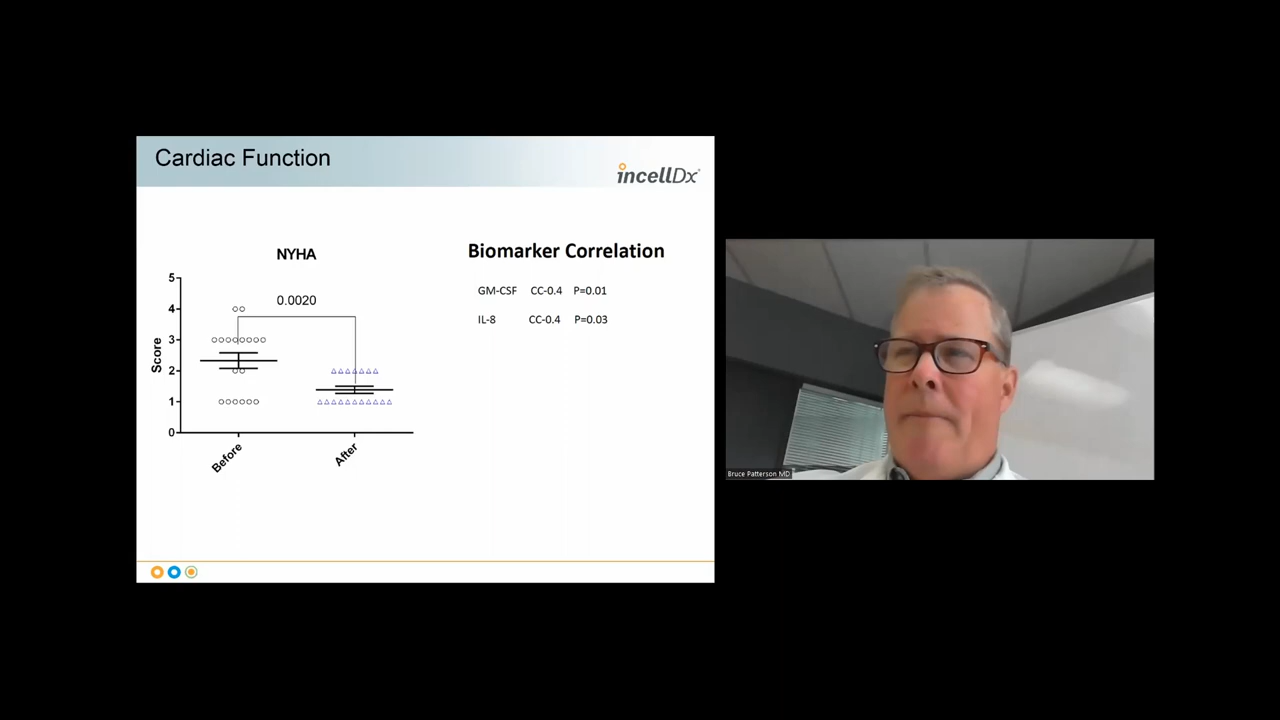 Cardiac Function
incellDx
NYHA
5
4
3
2
1
0
Score
0.0020
Before
After
Biomarker Correlation
GM-CSF CC-0.4 P=0.01
IL-8 CC-0.4 P=0.03
Bruce Patterson MD